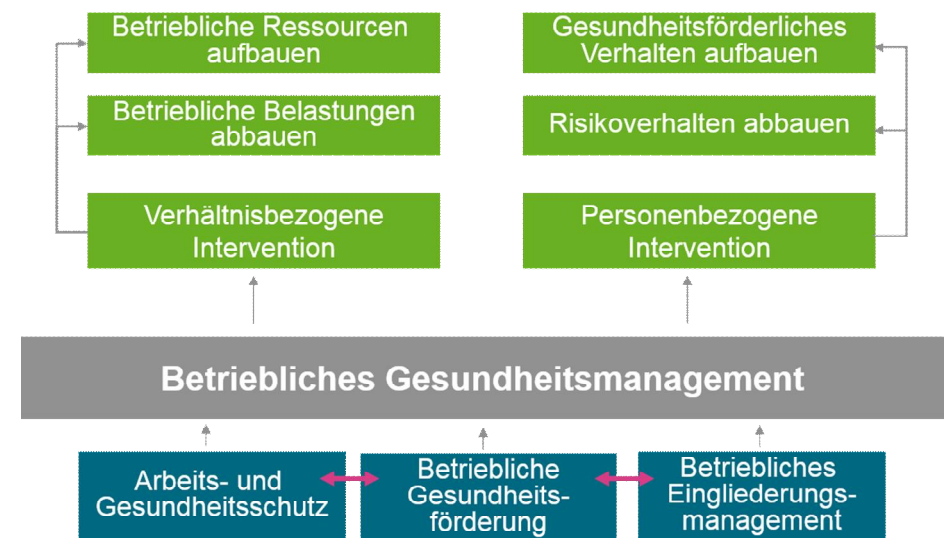 Betriebliche Ressourcen
aufbauen
Gesundheitsförderliches
Verhalten aufbauen
Betriebliche Belastungen
abbauen
Risikoverhalten abbauen
Verhältnisbezogene
Intervention
Personenbezogene
Intervention
Betriebliches Gesundheitsmanagement
Arbeits- und
Gesundheitsschutz
Betriebliche
Gesundheits-
förderung
Betriebliches
Eingliederungs-
management